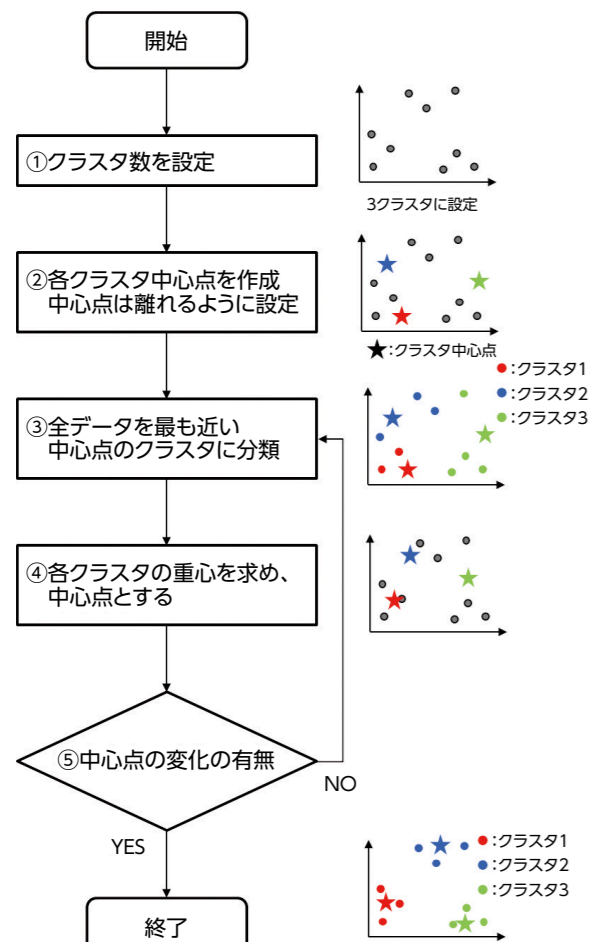 開始
①クラスタ数を設定
3クラスタに設定
②各クラスタ中心点を作成
中心点は離れるように設定
★:クラスタ中心点
●:クラスタ1
●:クラスタ2
●:クラスタ3
③全データを最も近い
中心点のクラスタに分類
④各クラスタの重心を求め、
中心点とする
⑤中心点の変化の有無
NO
YES
●:クラスタ1
●:クラスタ2
●:クラスタ3
終了